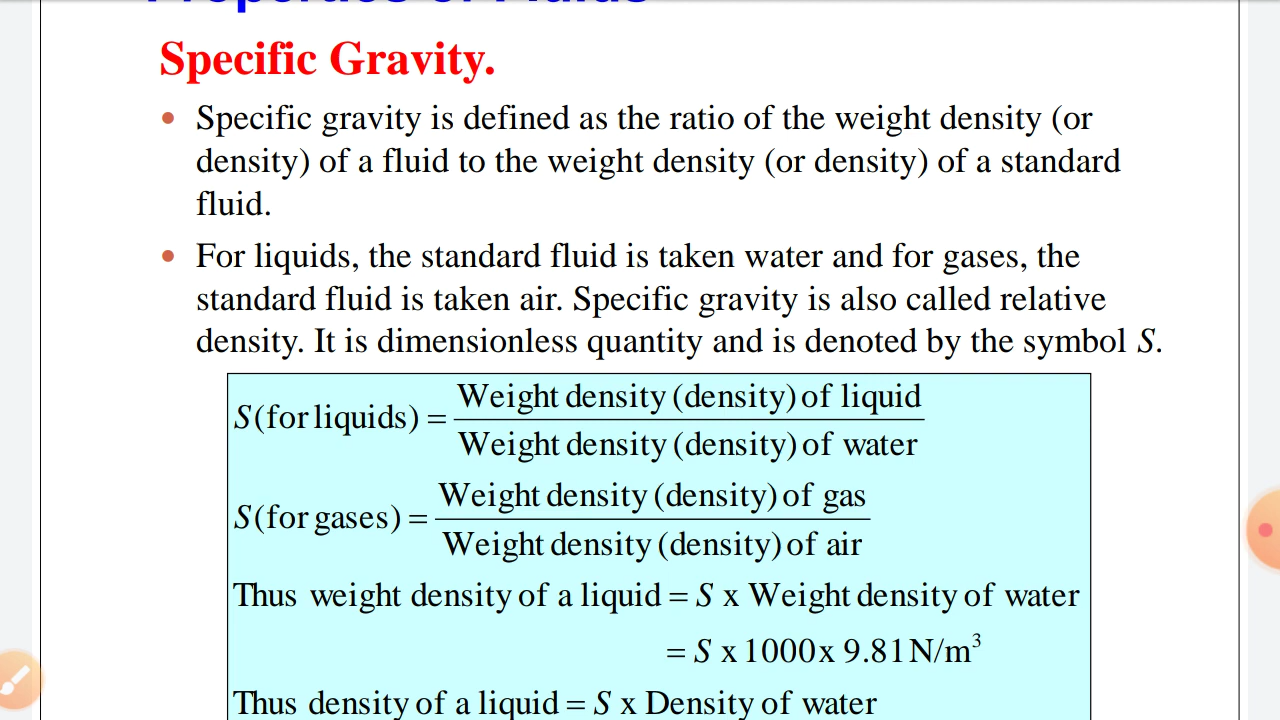 Properties of Fluids
Specific Gravity.
• Specific gravity is defined as the ratio of the weight density (or
density) of a fluid to the weight density (or density) of a standard
fluid.
• For liquids, the standard fluid is taken water and for gases, the
standard fluid is taken air. Specific gravity is also called relative
density. It is dimensionless quantity and is denoted by the symbol S.
S(for liquids) = Weight density (density) of liquid / Weight density (density) of water
S(for gases) = Weight density (density) of gas / Weight density (density) of air
Thus weight density of a liquid = S x Weight density of water
= S x 1000 x 9.81 N/m³
Thus density of a liquid = S x Density of water